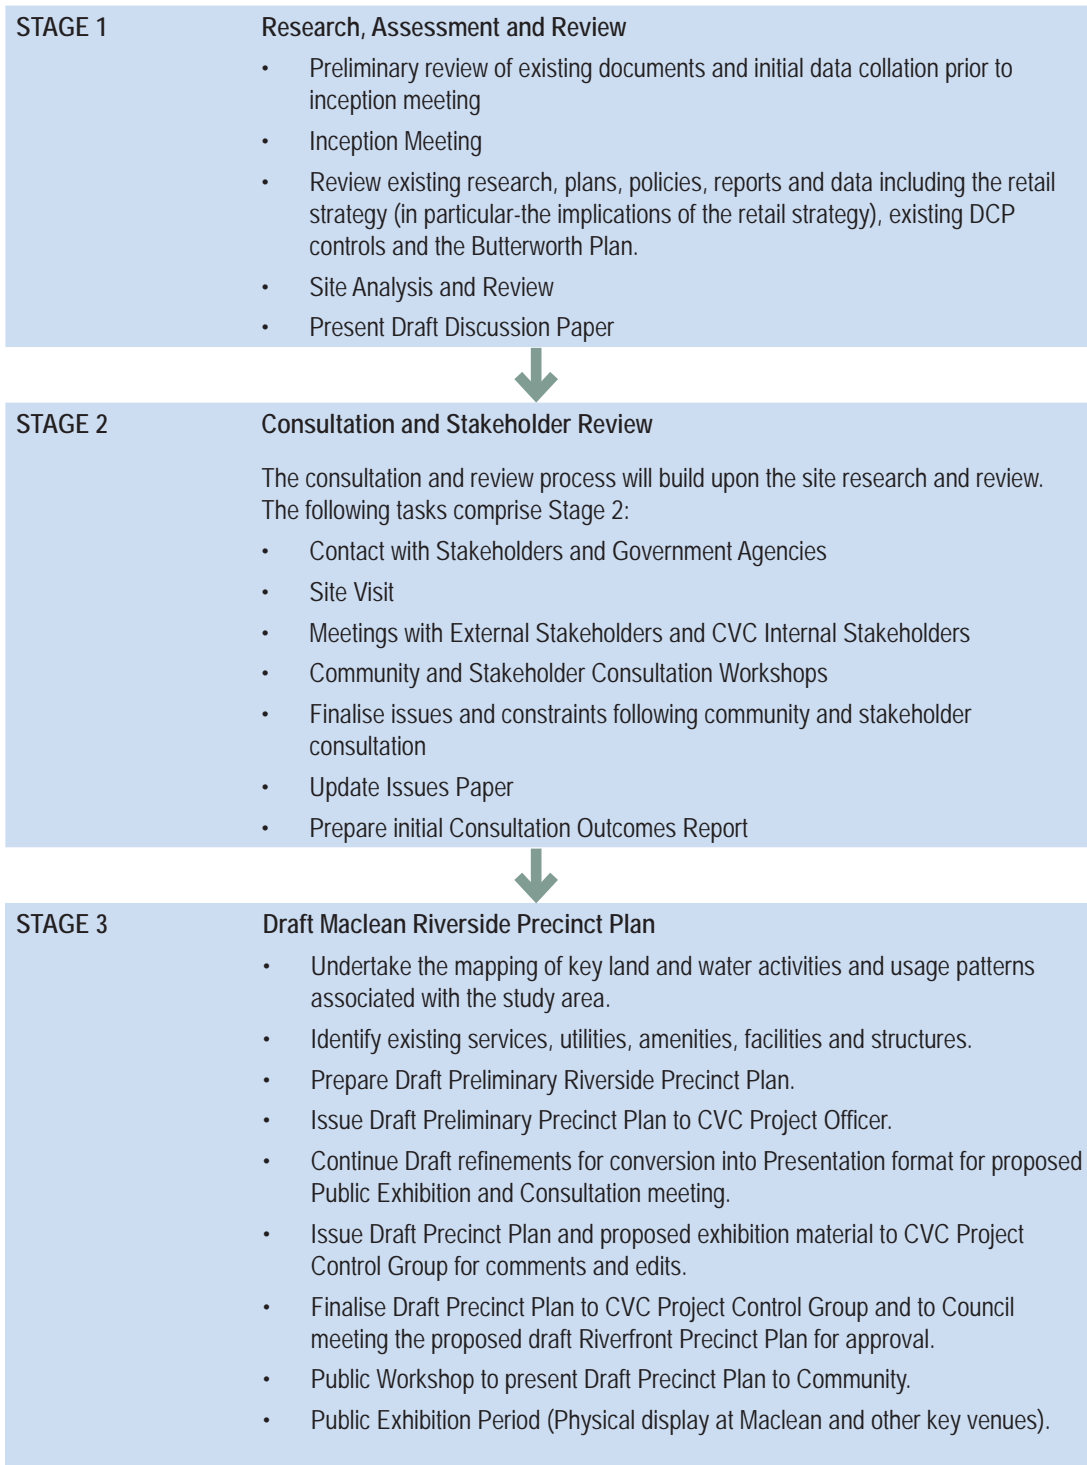 STAGE 1 Research, Assessment and Review
• Preliminary review of existing documents and initial data collation prior to
inception meeting
• Inception Meeting
• Review existing research, plans, policies, reports and data including the retail
strategy (in particular-the implications of the retail strategy), existing DCP
controls and the Butterworth Plan.
• Site Analysis and Review
• Present Draft Discussion Paper
STAGE 2 Consultation and Stakeholder Review
The consultation and review process will build upon the site research and review.
The following tasks comprise Stage 2:
• Contact with Stakeholders and Government Agencies
• Site Visit
• Meetings with External Stakeholders and CVC Internal Stakeholders
• Community and Stakeholder Consultation Workshops
• Finalise issues and constraints following community and stakeholder
consultation
• Update Issues Paper
• Prepare initial Consultation Outcomes Report
STAGE 3 Draft Maclean Riverside Precinct Plan
• Undertake the mapping of key land and water activities and usage patterns
associated with the study area.
• Identify existing services, utilities, amenities, facilities and structures.
• Prepare Draft Preliminary Riverside Precinct Plan.
• Issue Draft Preliminary Precinct Plan to CVC Project Officer.
• Continue Draft refinements for conversion into Presentation format for proposed
Public Exhibition and Consultation meeting.
• Issue Draft Precinct Plan and proposed exhibition material to CVC Project
Control Group for comments and edits.
• Finalise Draft Precinct Plan to CVC Project Control Group and to Council
meeting the proposed draft Riverfront Precinct Plan for approval.
• Public Workshop to present Draft Precinct Plan to Community.
• Public Exhibition Period (Physical display at Maclean and other key venues).